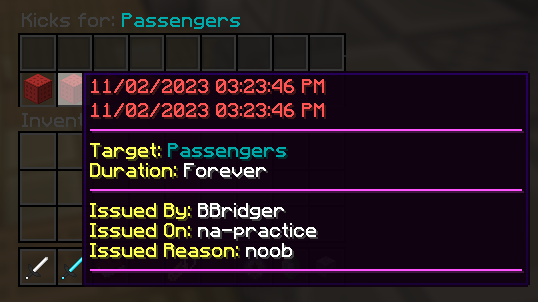 Kicks for: Passengers
11/02/2023 03:23:46 PM
11/02/2023 03:23:46 PM
Target: Passengers
Duration: Forever
Invent
Issued By: BBridger
Issued On: na-practice
Issued Reason: noob